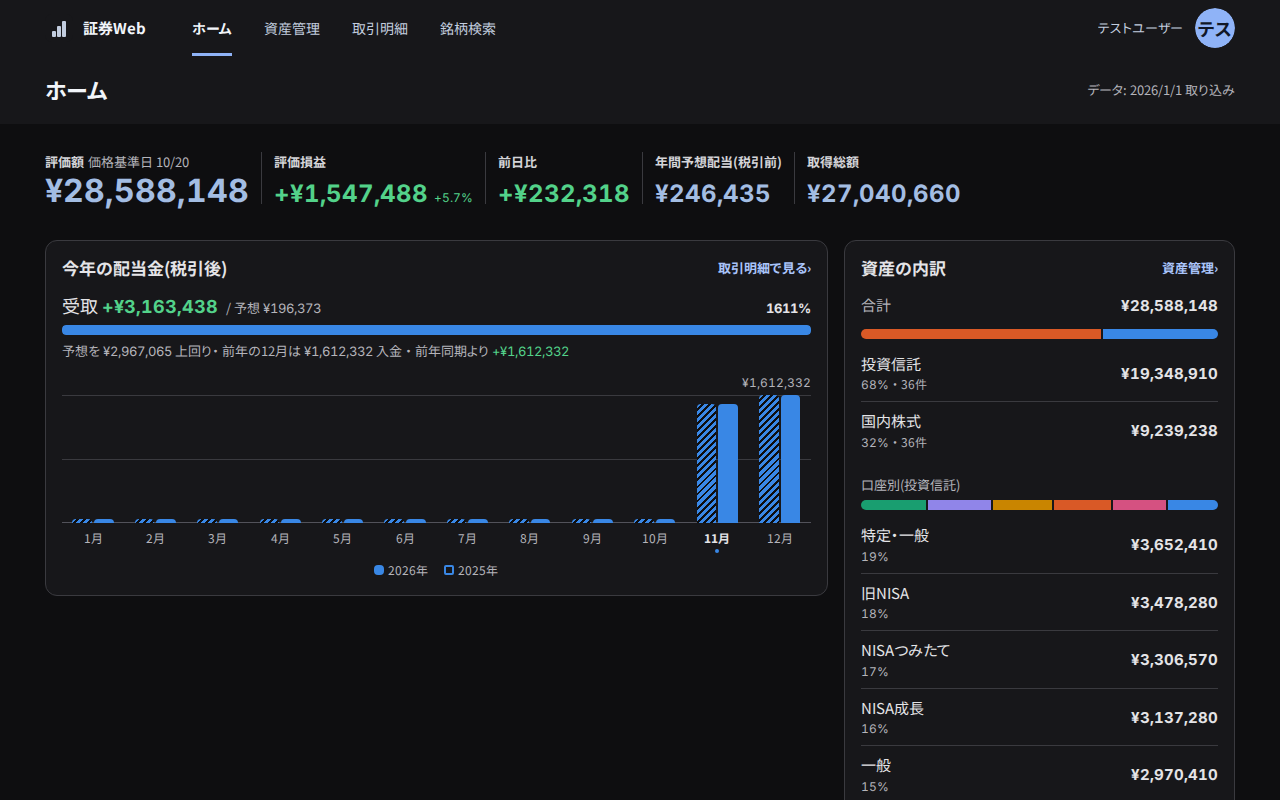 証券Web ホーム 資産管理 取引明細 銘柄検索 テストユーザー テス
ホーム データ: 2026/1/1 取り込み
評価額 価格基準日 10/20
¥28,588,148
評価損益
+¥1,547,488 +5.7%
前日比
+¥232,318
年間予想配当(税引前)
¥246,435
取得総額
¥27,040,660
今年の配当金(税引後) 取引明細で見る›
受取 +¥3,163,438 / 予想 ¥196,373 1611%
予想を ¥2,967,065 上回り・前年の12月は ¥1,612,332 入金・前年同期より +¥1,612,332
¥1,612,332
1月 2月 3月 4月 5月 6月 7月 8月 9月 10月 11月 12月
2026年 2025年
資産の内訳 資産管理›
合計 ¥28,588,148
投資信託 ¥19,348,910
68%・36件
国内株式 ¥9,239,238
32%・36件
口座別(投資信託)
特定・一般 ¥3,652,410
19%
旧NISA ¥3,478,280
18%
NISAつみたて ¥3,306,570
17%
NISA成長 ¥3,137,280
16%
一般 ¥2,970,410
15%